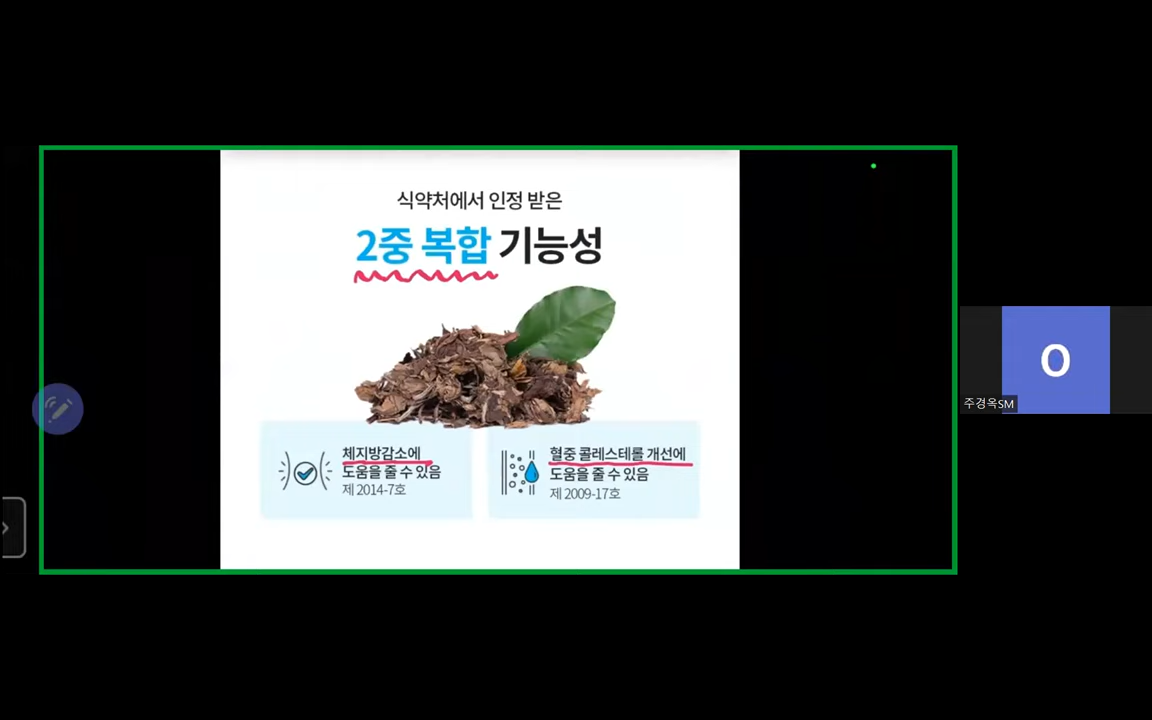 식약처에서 인정 받은
2중 복합 기능성
체지방감소에
도움을 줄 수 있음
제 2014-7호
혈중 콜레스테롤 개선에
도움을 줄 수 있음
제 2009-17호
O
주경옥SM